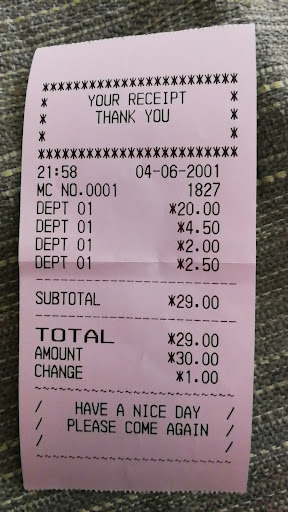 ************************
* YOUR RECEIPT *
* THANK YOU *
* *
************************
21:58 04-06-2001
MC NO.0001 1827
DEPT 01 *20.00
DEPT 01 *4.50
DEPT 01 *2.00
DEPT 01 *2.50
------------------------
SUBTOTAL *29.00
------------------------
TOTAL *29.00
AMOUNT *30.00
CHANGE *1.00
~~~~~~~~~~~~~~~~~~~~~~~~
/ HAVE A NICE DAY /
/ PLEASE COME AGAIN /
/ /
~~~~~~~~~~~~~~~~~~~~~~~~